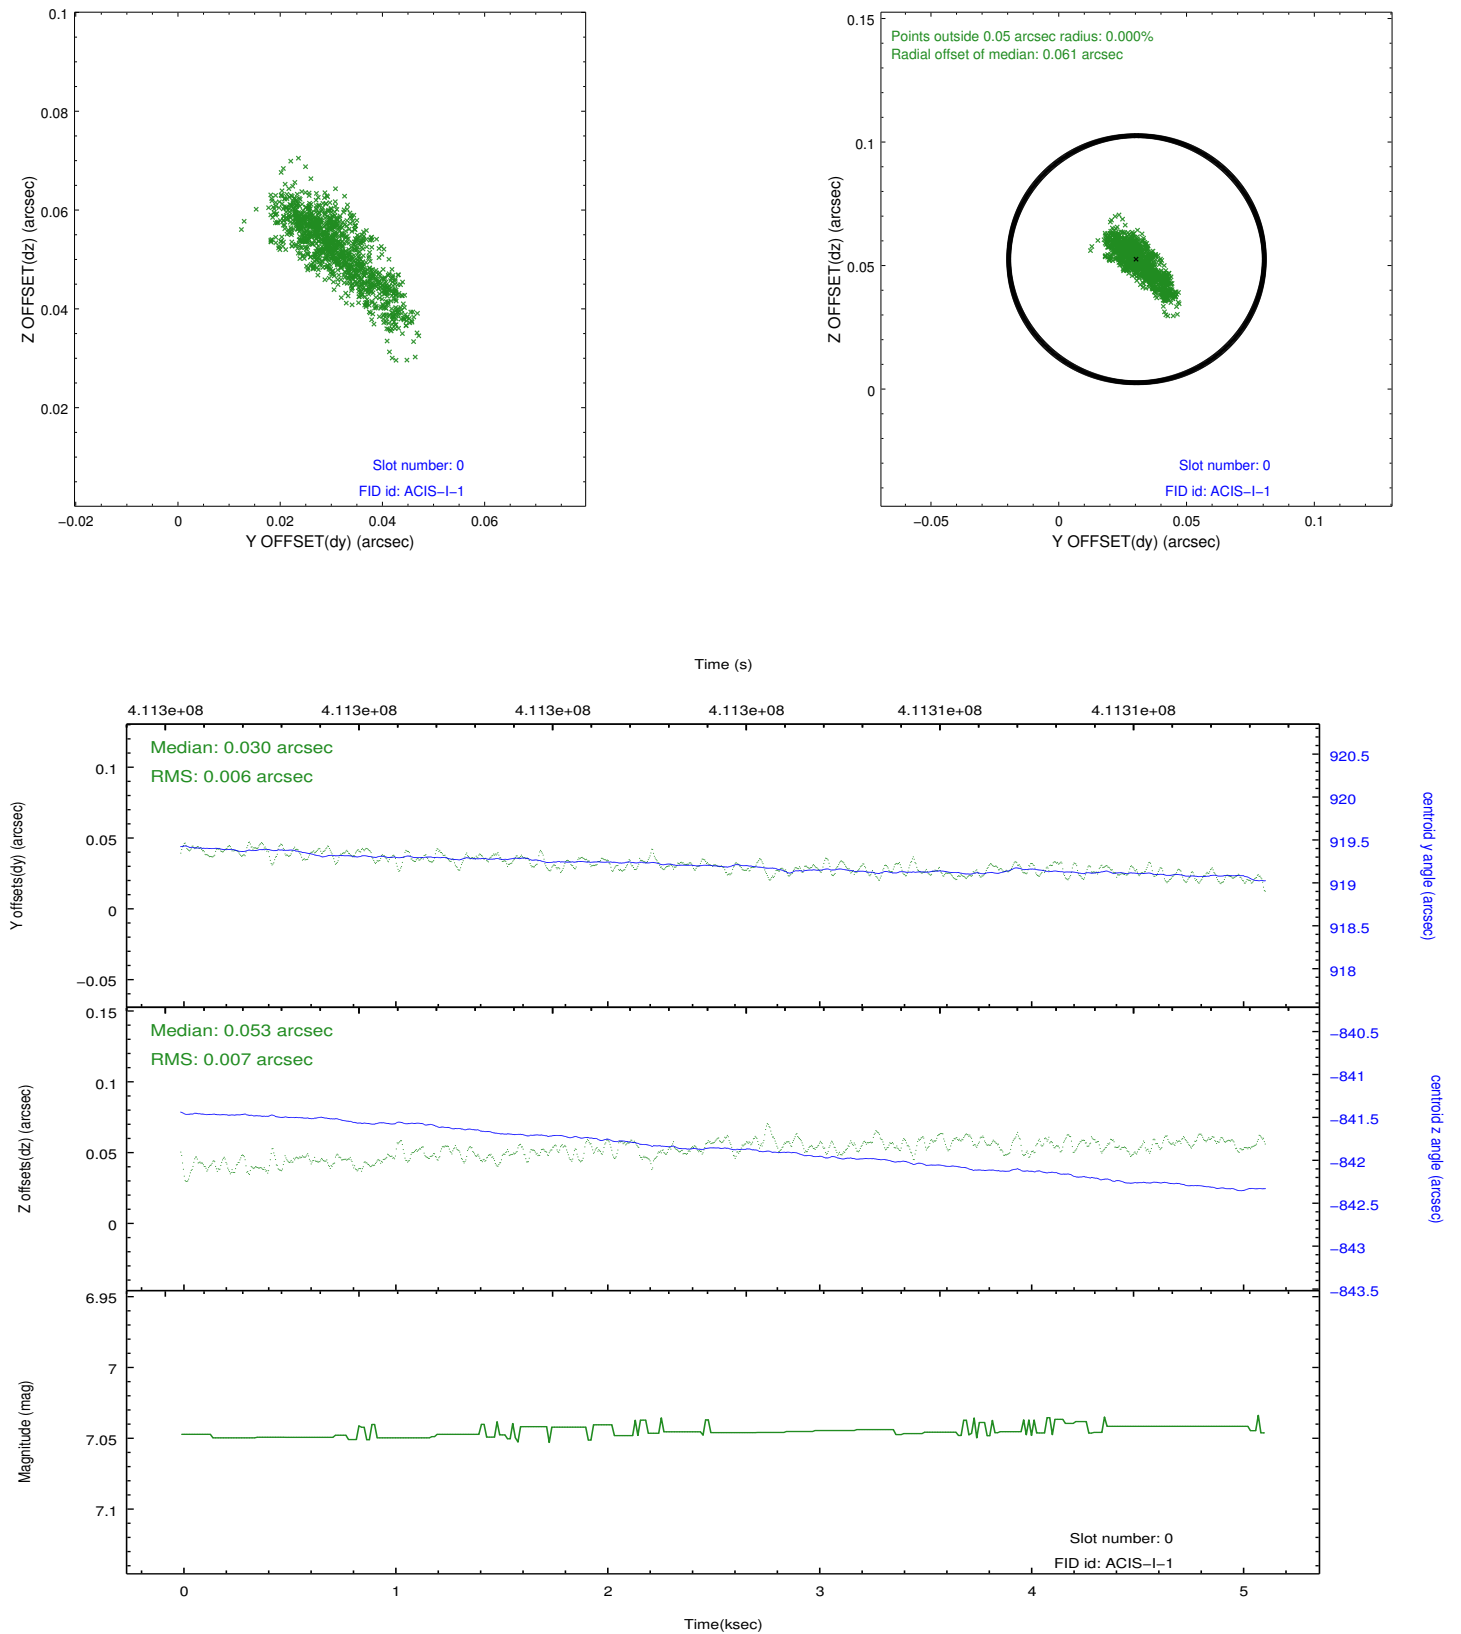 0.1
0.08
0.06
0.04
0.02
Z OFFSET(dz) (arcsec)
Slot number: 0
FID id: ACIS−I−1
−0.02
0
0.02
0.04
0.06
Y OFFSET(dy) (arcsec)
0.15
0.1
0.05
0
Z OFFSET(dz) (arcsec)
Points outside 0.05 arcsec radius: 0.000%
Radial offset of median: 0.061 arcsec
Slot number: 0
FID id: ACIS−I−1
−0.05
0
0.05
0.1
Y OFFSET(dy) (arcsec)
Time (s)
4.113e+08
4.113e+08
4.113e+08
4.113e+08
4.1131e+08
4.1131e+08
Median: 0.030 arcsec
RMS: 0.006 arcsec
0.1
0.05
0
−0.05
Y offsets(dy) (arcsec)
920.5
920
919.5
919
918.5
918
centroid y angle (arcsec)
Median: 0.053 arcsec
RMS: 0.007 arcsec
0.15
0.1
0.05
0
Z offsets(dz) (arcsec)
−840.5
−841
−841.5
−842
−842.5
−843
−843.5
centroid z angle (arcsec)
6.95
7
7.05
7.1
Magnitude (mag)
Slot number: 0
FID id: ACIS−I−1
0
1
2
3
4
5
Time(ksec)